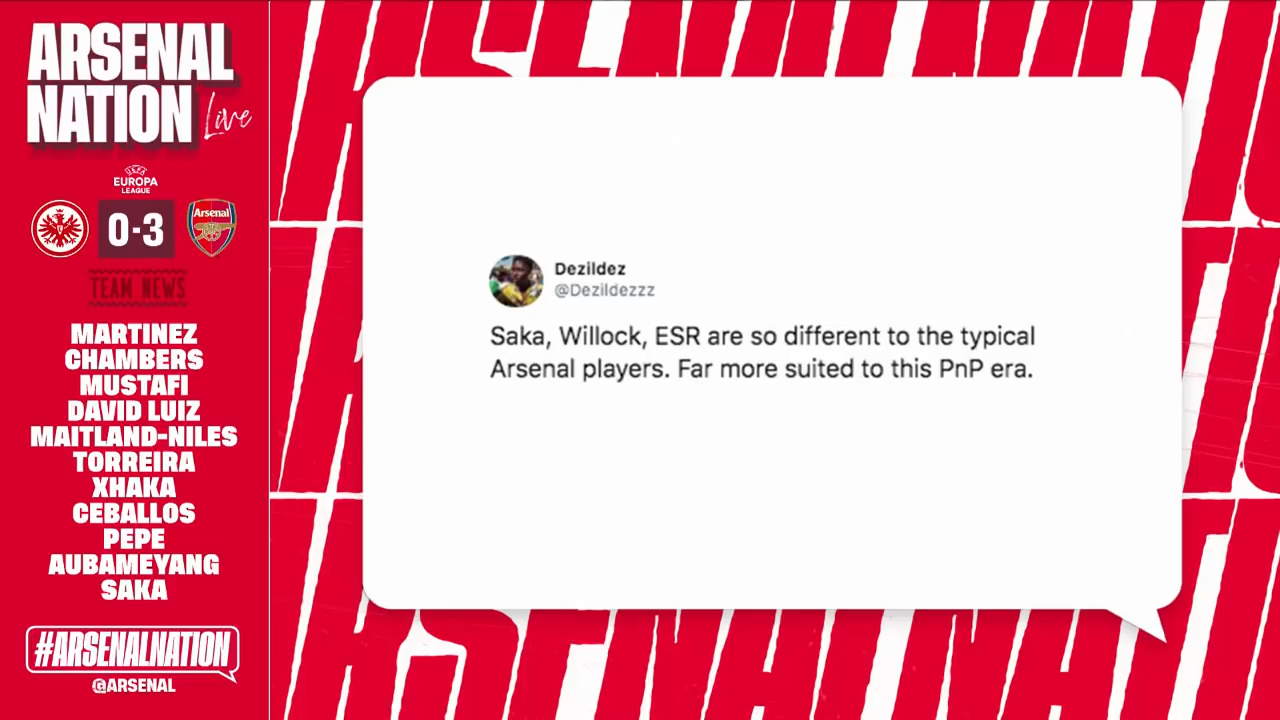 ARSENAL
NATION
Live
UEFA
EUROPA
LEAGUE
0-3
Arsenal
TEAM NEWS
MARTINEZ
CHAMBERS
MUSTAFI
DAVID LUIZ
MAITLAND-NILES
TORREIRA
XHAKA
CEBALLOS
PEPE
AUBAMEYANG
SAKA
#ARSENALNATION
@ARSENAL
Dezildez
@Dezildezzz
Saka, Willock, ESR are so different to the typical
Arsenal players. Far more suited to this PnP era.